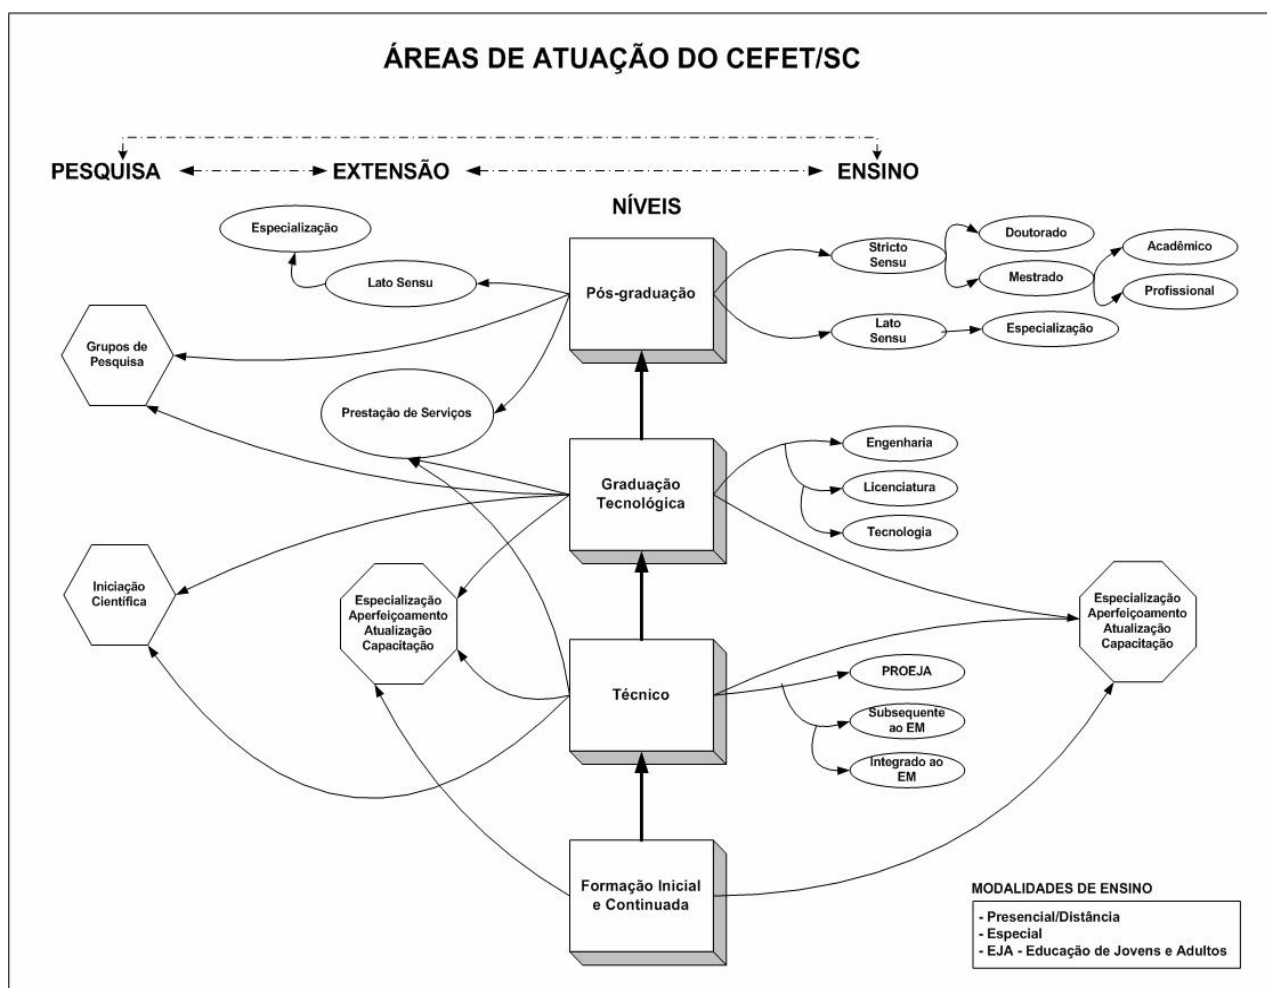 ÁREAS DE ATUAÇÃO DO CEFET/SC
PESQUISA
EXTENSÃO
ENSINO
NÍVEIS
Especialização
Lato Sensu
Pós-graduação
Stricto
Sensu
Doutorado
Mestrado
Acadêmico
Profissional
Lato
Sensu
Especialização
Grupos de
Pesquisa
Prestação de Serviços
Graduação
Tecnológica
Engenharia
Licenciatura
Tecnologia
Iniciação
Científica
Especialização
Aperfeiçoamento
Atualização
Capacitação
Especialização
Aperfeiçoamento
Atualização
Capacitação
Técnico
PROEJA
Subsequente
ao EM
Integrado ao
EM
Formação Inicial
e Continuada
MODALIDADES DE ENSINO
- Presencial/Distância
- Especial
- EJA - Educação de Jovens e Adultos